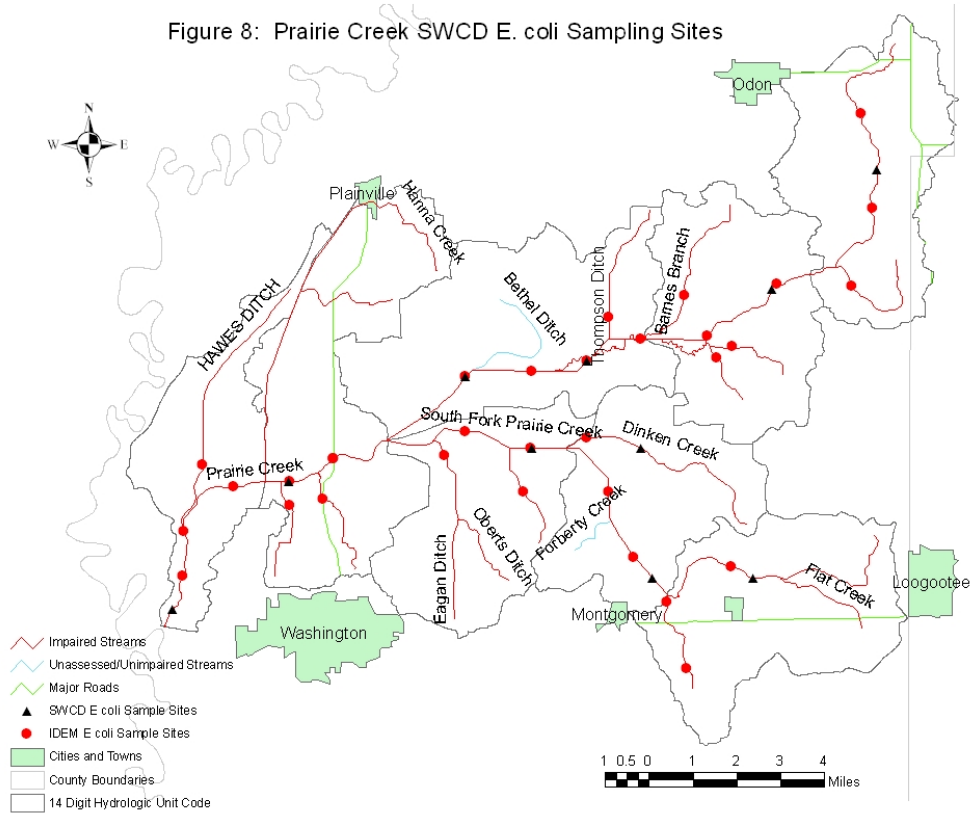 Figure 8: Prairie Creek SWCD E. coli Sampling Sites
N
W E
S
Odon
Plainville
Hanna Creek
HAWES DITCH
Bethel Ditch
Thompson Ditch
Barnes Branch
South Fork Prairie Creek
Dinken Creek
Prairie Creek
Eagan Ditch
Oberts Ditch
Forberty Creek
Flat Creek
Loogootee
Montgomery
Washington
Impaired Streams
Unassessed/Unimpaired Streams
Major Roads
SWCD E coli Sample Sites
IDEM E coli Sample Sites
Cities and Towns
County Boundaries
14 Digit Hydrologic Unit Code
1 0.5 0 1 2 3 4
Miles